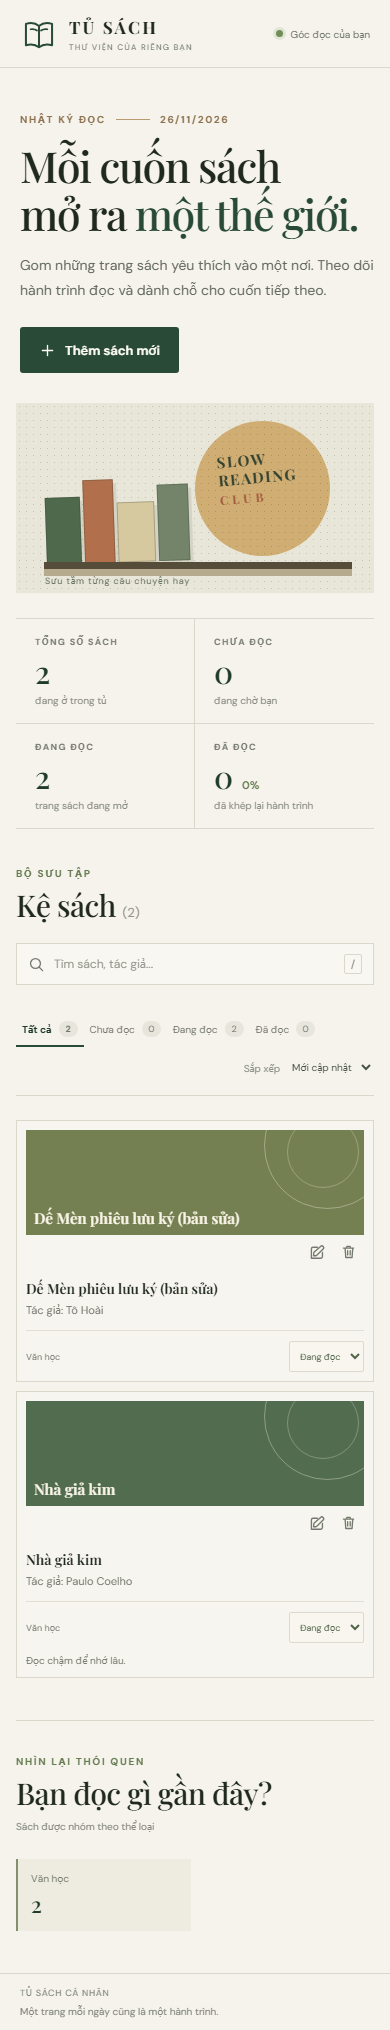 TỦ SÁCH
THƯ VIỆN CỦA RIÊNG BẠN
Góc đọc của bạn
NHẬT KÝ ĐỌC 26/11/2026
Mỗi cuốn sách
mở ra một thế giới.
Gom những trang sách yêu thích vào một nơi. Theo dõi
hành trình đọc và dành chỗ cho cuốn tiếp theo.
Thêm sách mới
SLOW
READING
CLUB
Sưu tầm từng câu chuyện hay
TỔNG SỐ SÁCH
2
đang ở trong tủ
CHƯA ĐỌC
0
đang chờ bạn
ĐANG ĐỌC
2
trang sách đang mở
ĐÃ ĐỌC
0 0%
đã khép lại hành trình
BỘ SƯU TẬP
Kệ sách (2)
Tìm sách, tác giả... /
Tất cả 2 Chưa đọc 0 Đang đọc 2 Đã đọc 0
Sắp xếp Mới cập nhật
Dế Mèn phiêu lưu ký (bản sửa)
Dế Mèn phiêu lưu ký (bản sửa)
Tác giả: Tô Hoài
Văn học Đang đọc
Nhà giả kim
Nhà giả kim
Tác giả: Paulo Coelho
Văn học Đang đọc
Đọc chậm để nhớ lâu.
NHÌN LẠI THÓI QUEN
Bạn đọc gì gần đây?
Sách được nhóm theo thể loại
Văn học
2
TỦ SÁCH CÁ NHÂN
Một trang mỗi ngày cũng là một hành trình.